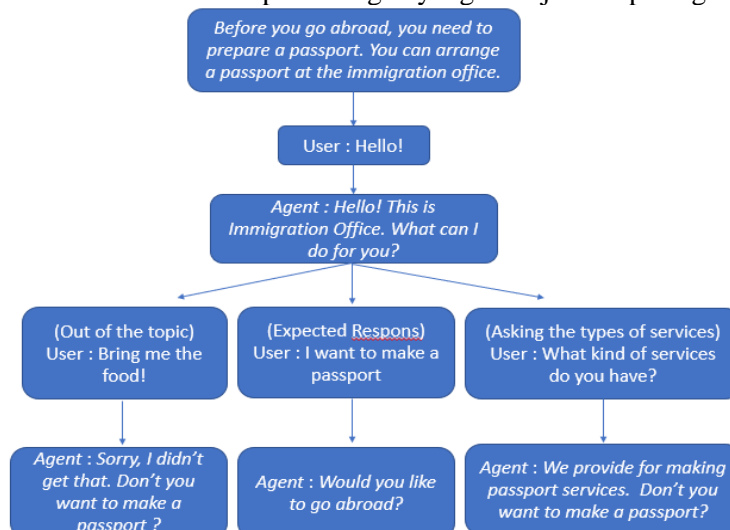 Before you go abroad, you need to
prepare a passport. You can arrange
a passport at the immigration office.
User : Hello!
Agent : Hello! This is
Immigration Office. What can I
do for you?
(Out of the topic)
User : Bring me the
food!
(Expected Respons)
User : I want to make a
passport
(Asking the types of services)
User : What kind of services
do you have?
Agent : Sorry, I didn't
get that. Don't you
want to make a
passport ?
Agent : Would you like
to go abroad?
Agent : We provide for making
passport services.  Don't you
want to make a passport?